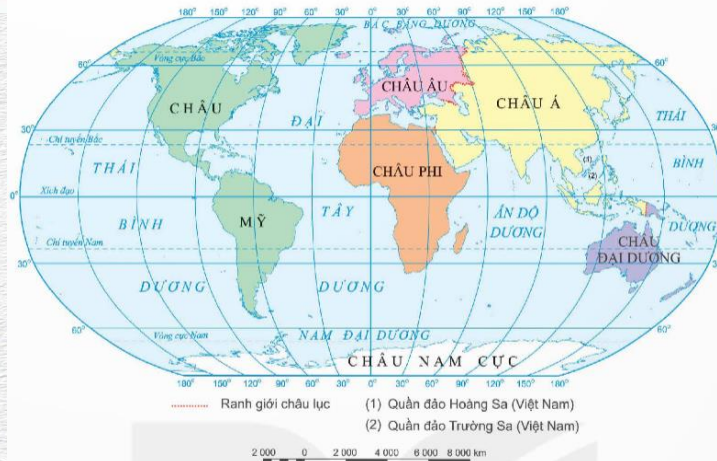 180° 150° 120° 90° 60° 30° 0° 30° 60° 90° 120° 150° 180°
BẮC BĂNG DƯƠNG
Vòng cực Bắc
60° 60°
CHÂU ÂU
CHÂU
CHÂU Á
ĐẠI
THÁI
30° 30°
Chí tuyến Bắc
(1)
THÁI
CHÂU PHI
(2)
BÌNH
Xích đạo
0° 0°
MỸ
TÂY
ẤN ĐỘ
DƯƠNG
BÌNH
DƯƠNG
Chí tuyến Nam
CHÂU
ĐẠI DƯƠNG
30° 30°
DƯƠNG
DƯƠNG
60° 60°
Vòng cực Nam
NAM ĐẠI DƯƠNG
CHÂU NAM CỰC
180° 150° 120° 90° 60° 30° 0° 30° 60° 90° 120° 150° 180°
Ranh giới châu lục
(1) Quần đảo Hoàng Sa (Việt Nam)
(2) Quần đảo Trường Sa (Việt Nam)
2 000 0 2 000 4 000 6 000 8 000 km